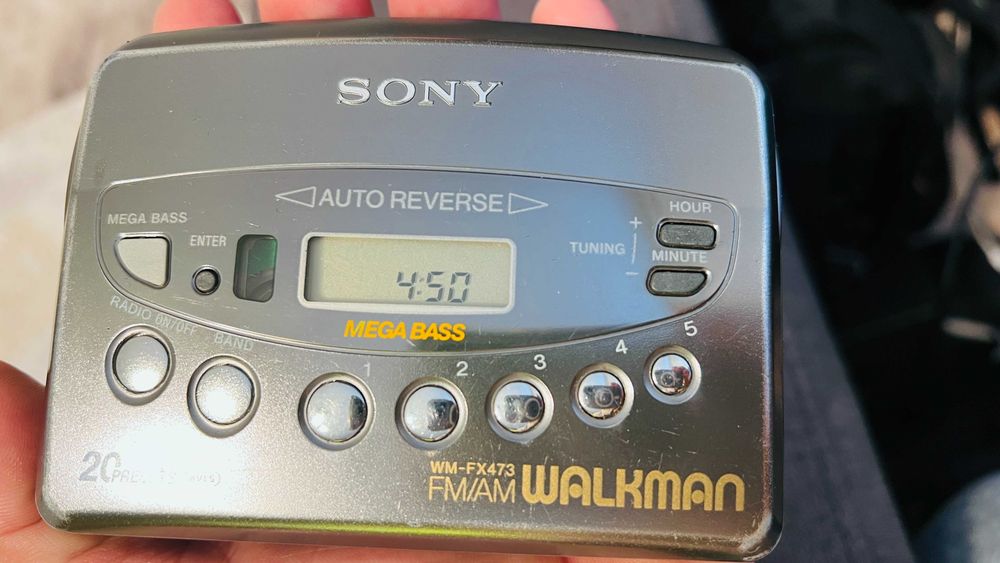 SONY
AUTO REVERSE
MEGA BASS
ENTER
4:50
TUNING
+
−
HOUR
MINUTE
MEGA BASS
RADIO ON/OFF
BAND
1
2
3
4
5
20
WM-FX473
FM/AM WALKMAN